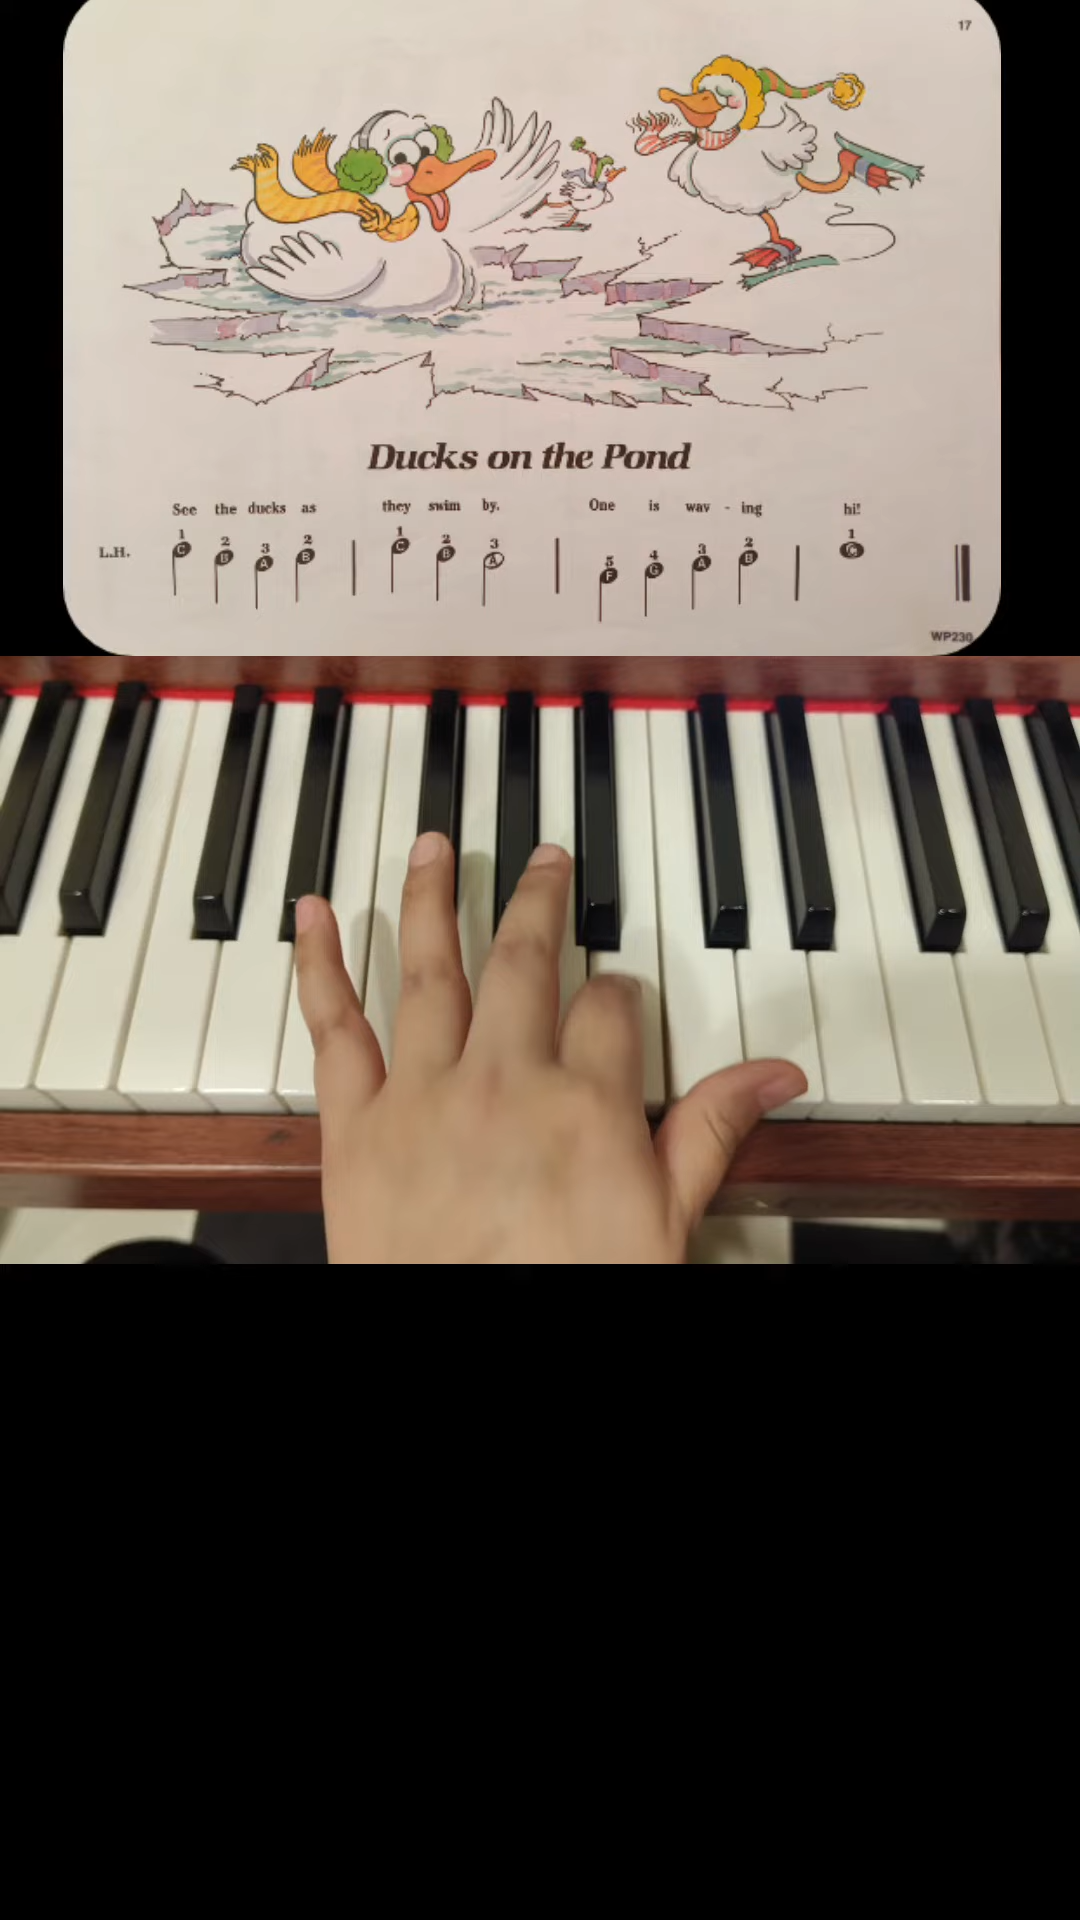 17
Ducks on the Pond
See the ducks as they swim by. One is wav - ing hi!
1 2 3 2 1 2 3 5 4 3 2 1
L.H. C B A B C B A F G A B C
WP230